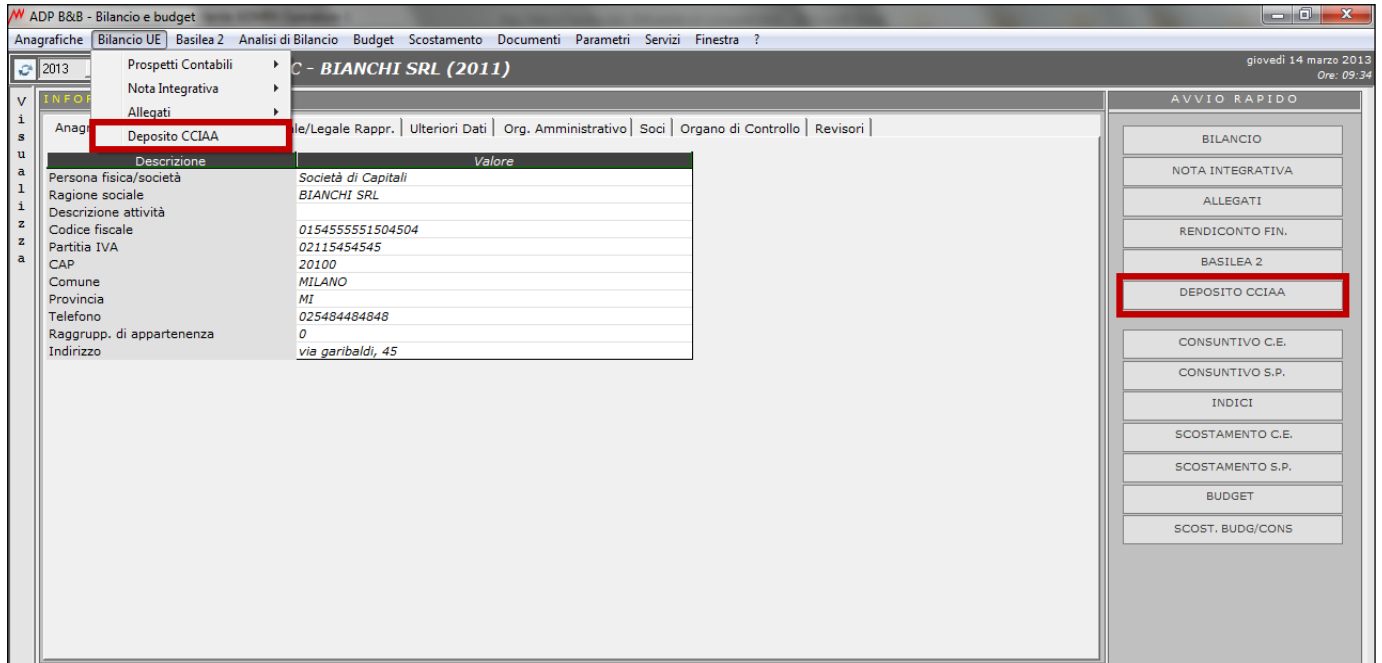 ADP B&B - Bilancio e budget
Anagrafiche Bilancio UE Basilea 2 Analisi di Bilancio Budget Scostamento Documenti Parametri Servizi Finestra ?
2013
C - BIANCHI SRL (2011)
giovedì 14 marzo 2013
Ore: 09:34
Prospetti Contabili
Nota Integrativa
Allegati
Deposito CCIAA
Visualizza
INFOR
Anagr
le/Legale Rappr. Ulteriori Dati Org. Amministrativo Soci Organo di Controllo Revisori
Descrizione Valore
Persona fisica/società Società di Capitali
Ragione sociale BIANCHI SRL
Descrizione attività
Codice fiscale 0154555551504504
Partitia IVA 02115454545
CAP 20100
Comune MILANO
Provincia MI
Telefono 025484484848
Raggrupp. di appartenenza 0
Indirizzo via garibaldi, 45
AVVIO RAPIDO
BILANCIO
NOTA INTEGRATIVA
ALLEGATI
RENDICONTO FIN.
BASILEA 2
DEPOSITO CCIAA
CONSUNTIVO C.E.
CONSUNTIVO S.P.
INDICI
SCOSTAMENTO C.E.
SCOSTAMENTO S.P.
BUDGET
SCOST. BUDG/CONS